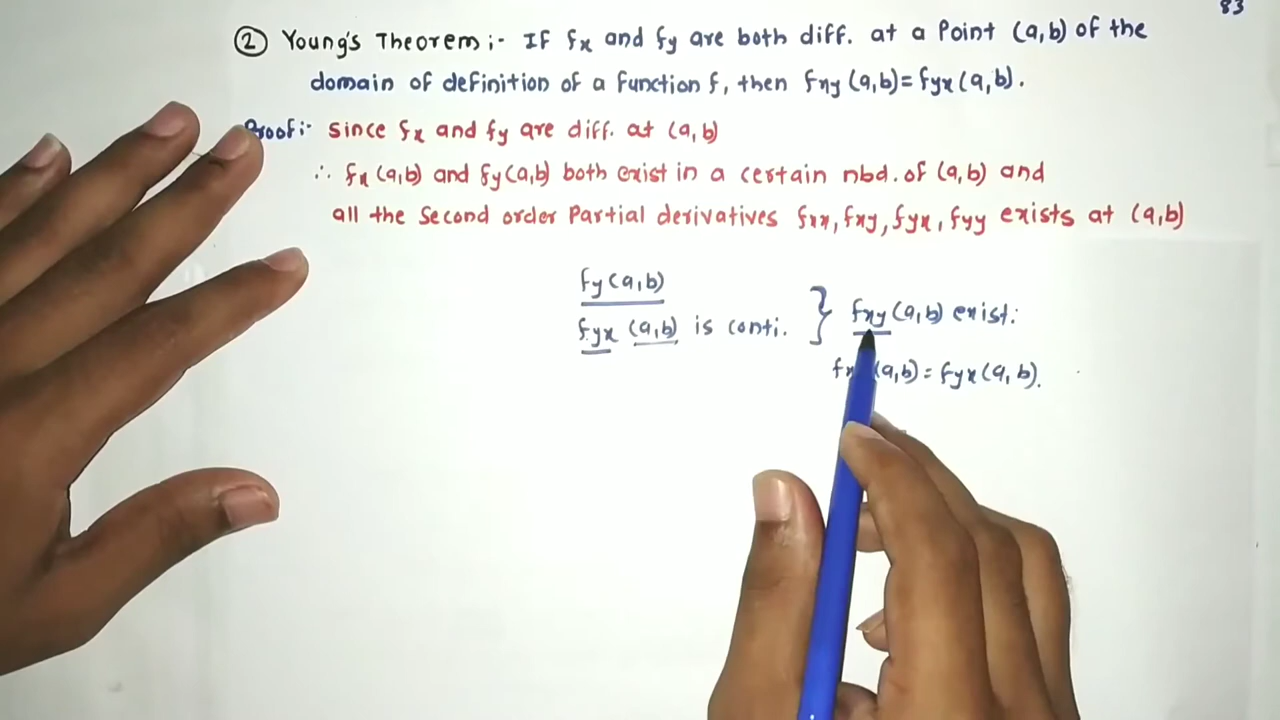 83
② Young's Theorem:- If fx and fy are both diff. at a Point (a,b) of the
domain of definition of a function f, then fxy (a,b)=fyx(a,b).
Proof:- since fx and fy are diff. at (a,b)
∴ fx (a,b) and fy(a,b) both exist in a certain nbd. of (a,b) and
all the second order Partial derivatives fxx, fxy, fyx, fyy exists at (a,b)
fy(a,b)
fyx (a,b) is conti. } fxy (a,b) exist.
(a,b) = fyx(a,b).